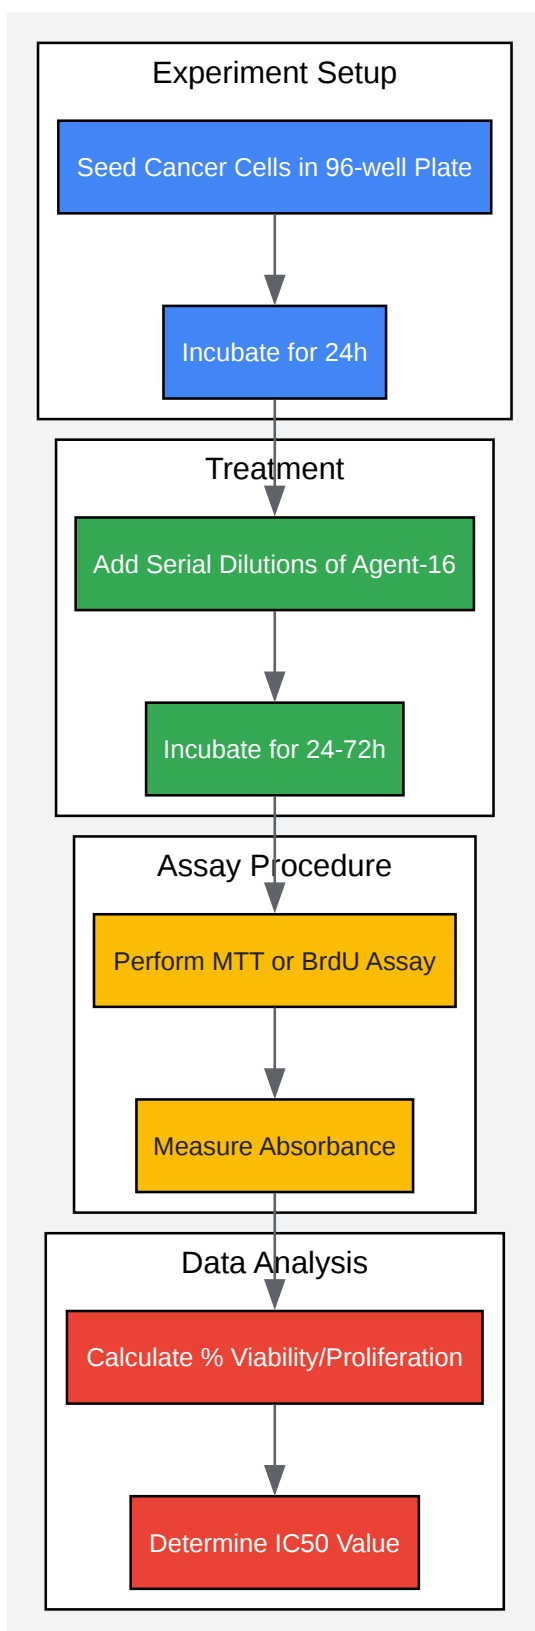 Experiment Setup
Seed Cancer Cells in 96-well Plate
Incubate for 24h
Treatment
Add Serial Dilutions of Agent-16
Incubate for 24-72h
Assay Procedure
Perform MTT or BrdU Assay
Measure Absorbance
Data Analysis
Calculate % Viability/Proliferation
Determine IC50 Value